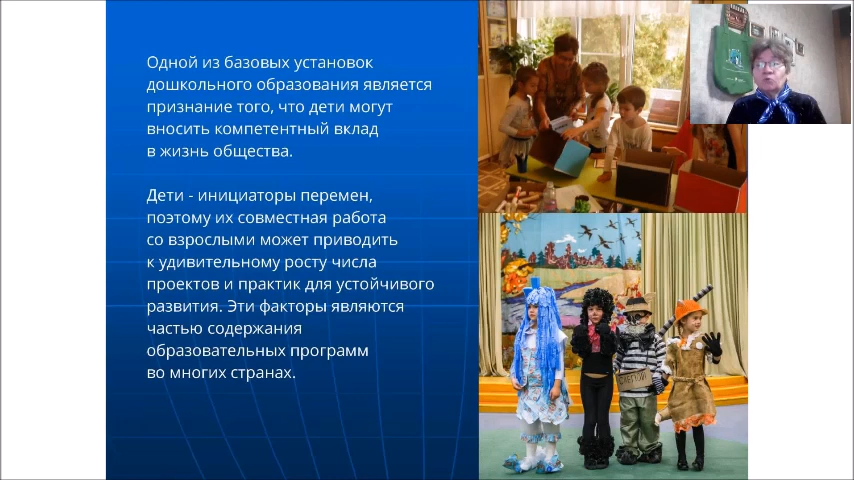 Одной из базовых установок
дошкольного образования является
признание того, что дети могут
вносить компетентный вклад
в жизнь общества.
Дети - инициаторы перемен,
поэтому их совместная работа
со взрослыми может приводить
к удивительному росту числа
проектов и практик для устойчивого
развития. Эти факторы являются
частью содержания
образовательных программ
во многих странах.
СЛЕПОЙ